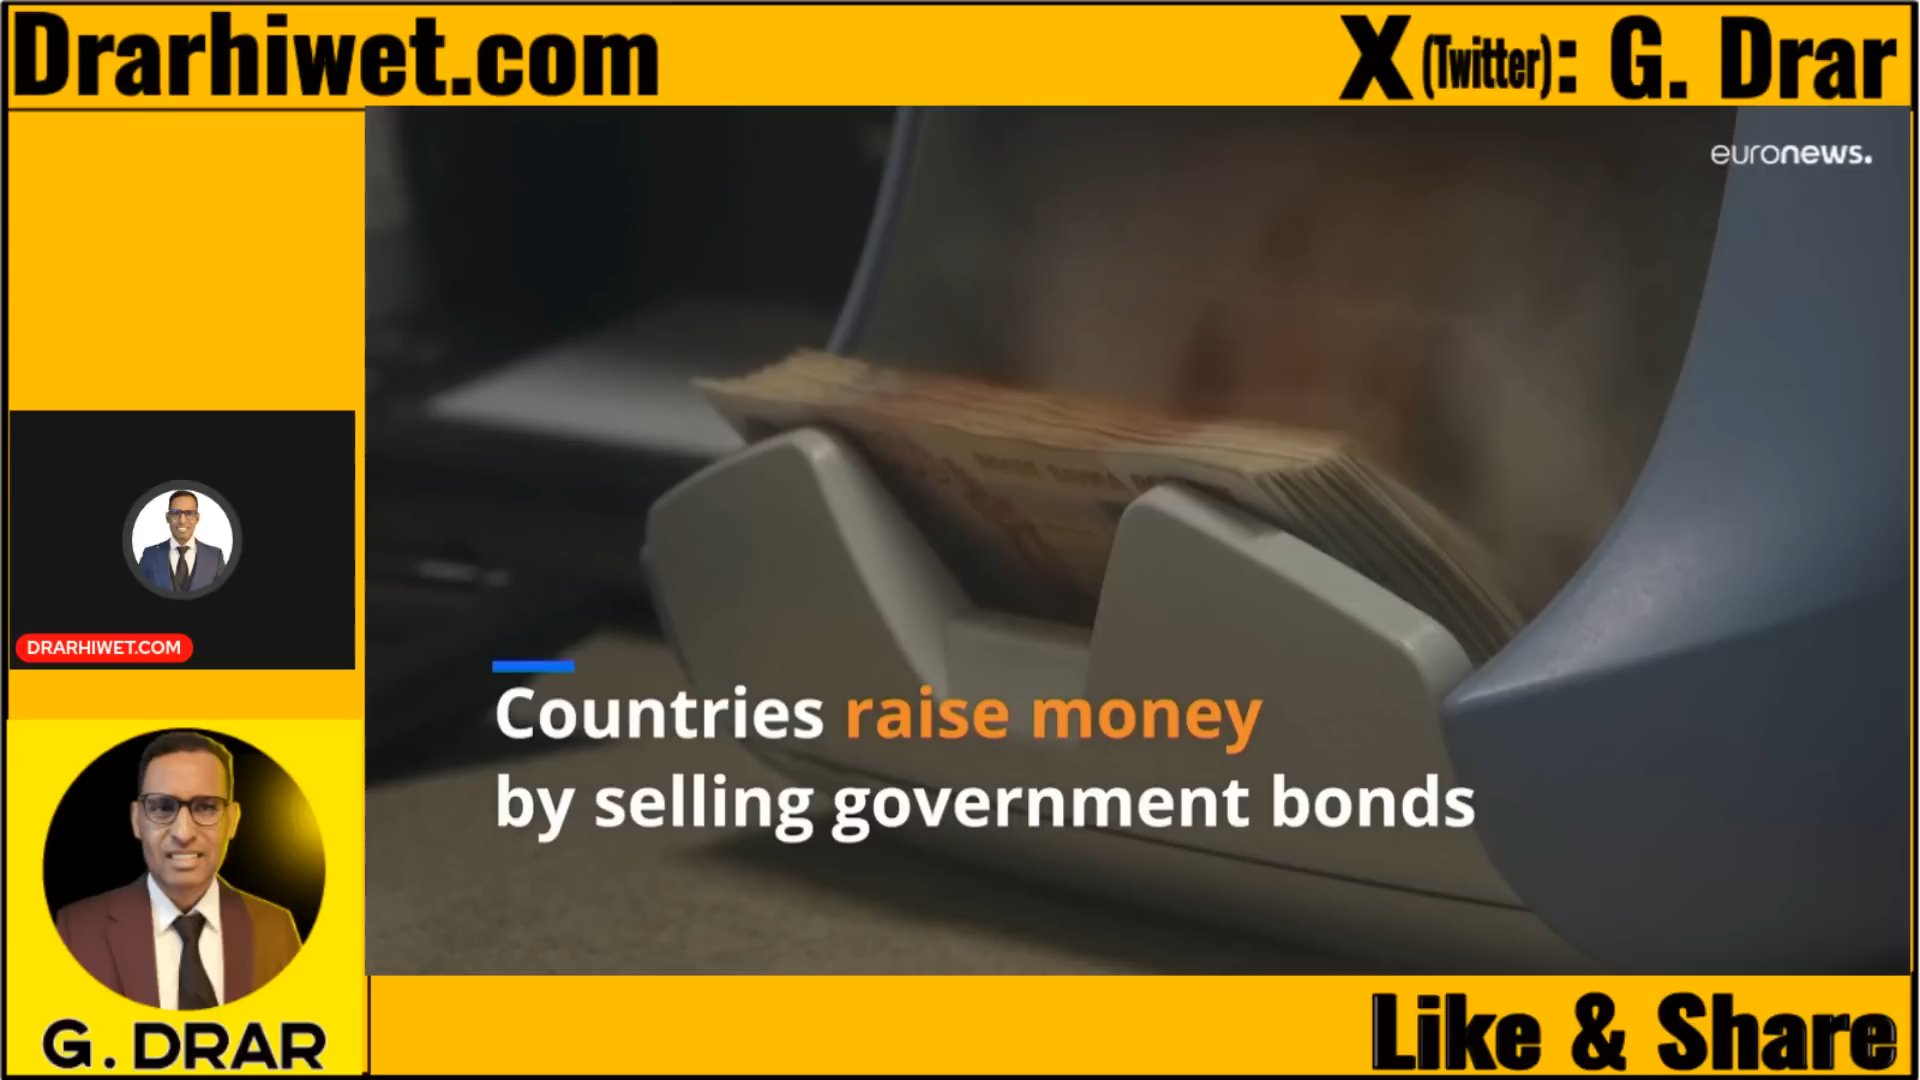 Drarhiwet.com
X (Twitter): G. Drar
euronews.
DRARHIWET.COM
Countries raise money
by selling government bonds
G. DRAR
Like & Share